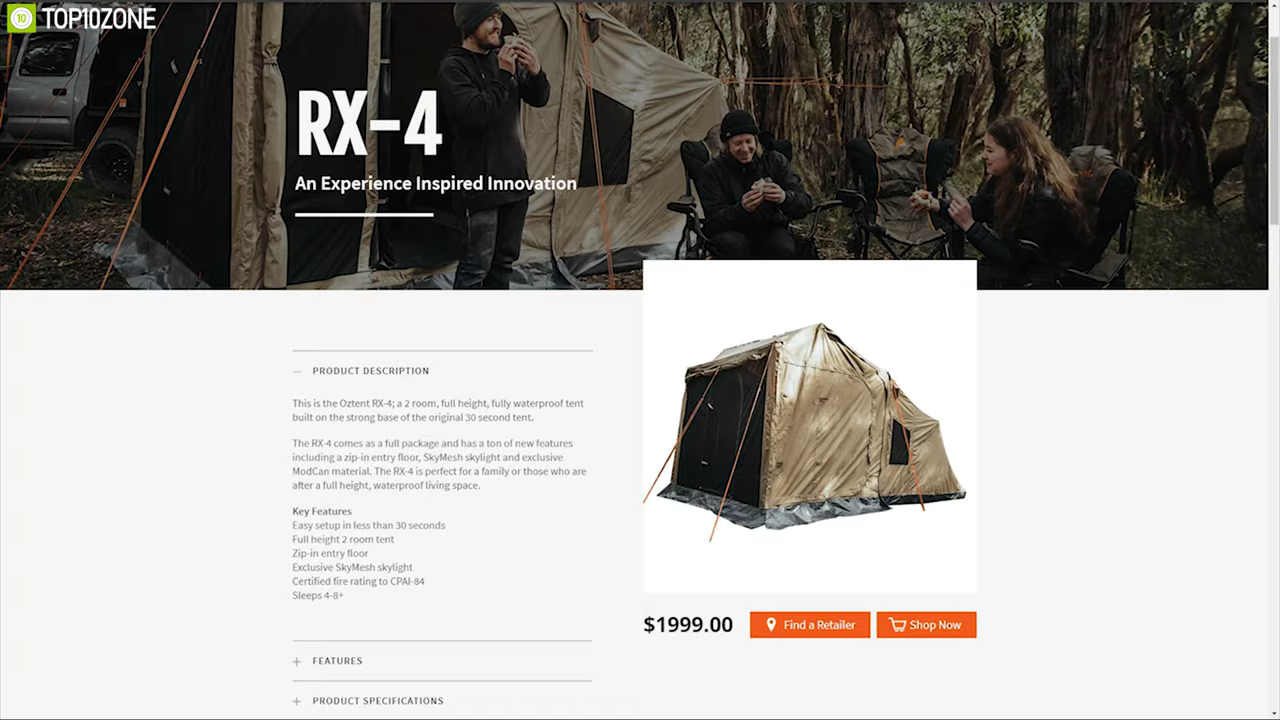 10 TOP10ZONE
RX-4
An Experience Inspired Innovation
PRODUCT DESCRIPTION
This is the Oztent RX-4; a 2 room, full height, fully waterproof tent
built on the strong base of the original 30 second tent.
The RX-4 comes as a full package and has a ton of new features
including a zip-in entry floor, SkyMesh skylight and exclusive
ModCan material. The RX-4 is perfect for a family or those who are
after a full height, waterproof living space.
Key Features
Easy setup in less than 30 seconds
Full height 2 room tent
Zip-in entry floor
Exclusive SkyMesh skylight
Certified fire rating to CPAI-84
Sleeps 4-8+
$1999.00
Find a Retailer
Shop Now
FEATURES
PRODUCT SPECIFICATIONS